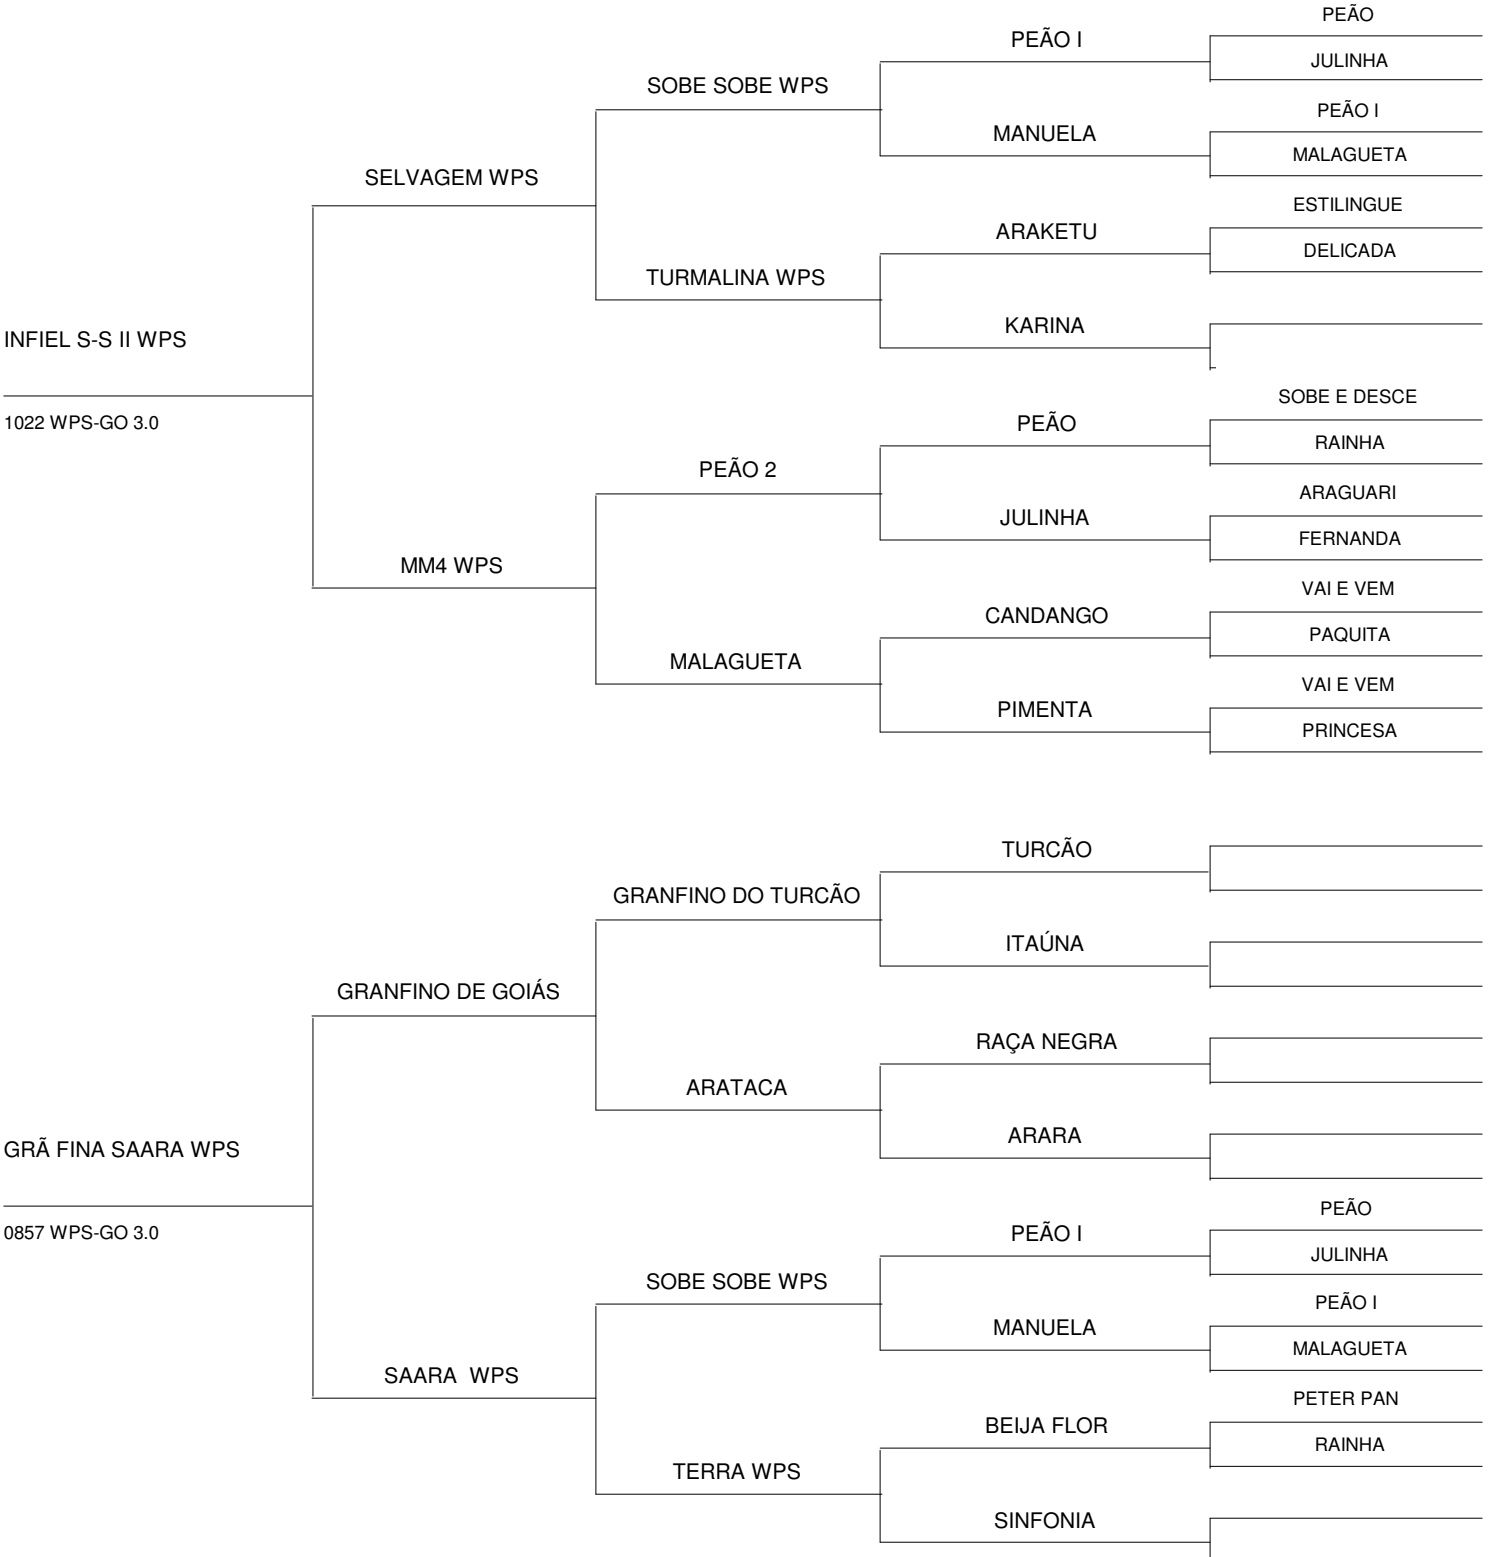 PEÃO
PEÃO I
JULINHA
SOBE SOBE WPS
PEÃO I
MANUELA
MALAGUETA
SELVAGEM WPS
ESTILINGUE
ARAKETU
DELICADA
TURMALINA WPS
KARINA
INFIEL S-S II WPS
SOBE E DESCE
1022 WPS-GO 3.0
PEÃO
RAINHA
PEÃO 2
ARAGUARI
JULINHA
FERNANDA
MM4 WPS
VAI E VEM
CANDANGO
PAQUITA
MALAGUETA
VAI E VEM
PIMENTA
PRINCESA
TURCÃO
GRANFINO DO TURCÃO
ITAÚNA
GRANFINO DE GOIÁS
RAÇA NEGRA
ARATACA
ARARA
GRÃ FINA SAARA WPS
PEÃO
0857 WPS-GO 3.0
PEÃO I
JULINHA
SOBE SOBE WPS
PEÃO I
MANUELA
MALAGUETA
SAARA WPS
PETER PAN
BEIJA FLOR
RAINHA
TERRA WPS
SINFONIA